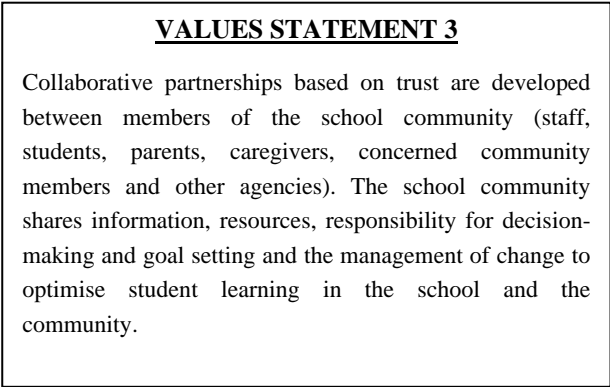 VALUES STATEMENT 3
Collaborative partnerships based on trust are developed
between members of the school community (staff,
students, parents, caregivers, concerned community
members and other agencies). The school community
shares information, resources, responsibility for decision-
making and goal setting and the management of change to
optimise student learning in the school and the
community.